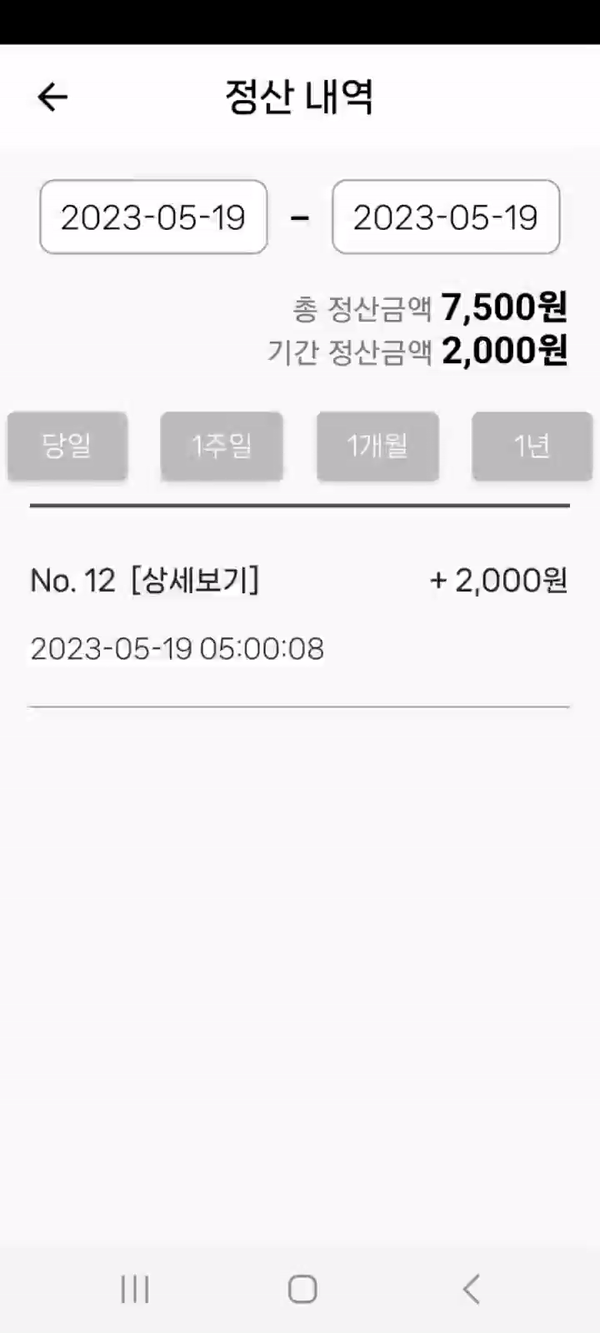 정산 내역
2023-05-19 - 2023-05-19
총 정산금액 7,500원
기간 정산금액 2,000원
당일 1주일 1개월 1년
No. 12 [상세보기] + 2,000원
2023-05-19 05:00:08